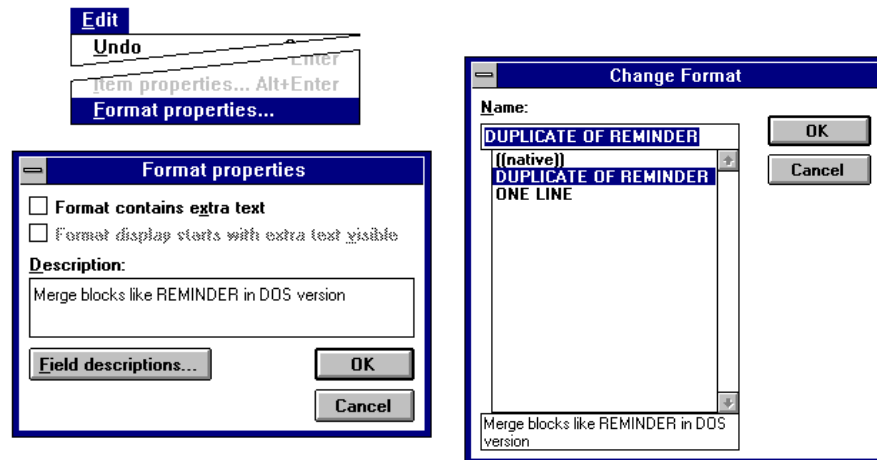 Edit
Undo
Enter
Item properties... Alt+Enter
Format properties...
Format properties
Format contains extra text
Format display starts with extra text visible
Description:
Merge blocks like REMINDER in DOS version
Field descriptions...
OK
Cancel
Change Format
Name:
DUPLICATE OF REMINDER
OK
((native))
DUPLICATE OF REMINDER
Cancel
ONE LINE
Merge blocks like REMINDER in DOS
version